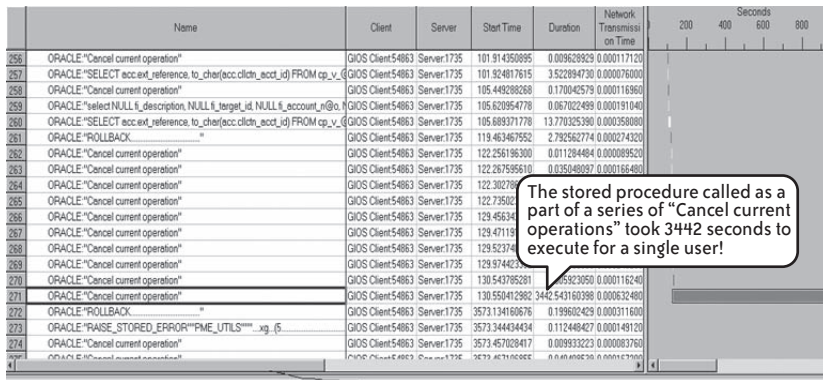 Name Client Server Start Time Duration Network Transmissi on Time Seconds
200 400 600 800
256 ORACLE:"Cancel current operation" GIOS Client:54863 Server:1735 101.914350895 0.009628929 0.000117120
257 ORACLE:"SELECT acc.ext_reference, to_char(acc.cllctn_acct_id) FROM cp_v_ GIOS Client:54863 Server:1735 101.924817615 3.522894730 0.000076000
258 ORACLE:"Cancel current operation" GIOS Client:54863 Server:1735 105.449288268 0.170042579 0.000116960
259 ORACLE:"select NULL fi_description, NULL fi_target_id, NULL fi_account_n@o, GIOS Client:54863 Server:1735 105.620954778 0.067022499 0.000191040
260 ORACLE:"SELECT acc.ext_reference, to_char(acc.cllctn_acct_id) FROM cp_v_ GIOS Client:54863 Server:1735 105.689371778 13.770325390 0.000358080
261 ORACLE:"ROLLBACK............" GIOS Client:54863 Server:1735 119.463467552 2.792562774 0.000274320
262 ORACLE:"Cancel current operation" GIOS Client:54863 Server:1735 122.256196300 0.011284484 0.000089520
263 ORACLE:"Cancel current operation" GIOS Client:54863 Server:1735 122.267595610 0.035048097 0.000166480
264 ORACLE:"Cancel current operation" GIOS Client:54863 Server:1735
265 ORACLE:"Cancel current operation" GIOS Client:54863 Server:1735
266 ORACLE:"Cancel current operation" GIOS Client:54863 Server:1735
267 ORACLE:"Cancel current operation" GIOS Client:54863 Server:1735
268 ORACLE:"Cancel current operation" GIOS Client:54863 Server:1735
269 ORACLE:"Cancel current operation" GIOS Client:54863 Server:1735
The stored procedure called as a
part of a series of “Cancel current
operations” took 3442 seconds to
execute for a single user!
270 ORACLE:"Cancel current operation" GIOS Client:54863 Server:1735 130.543785281 0.000116240
271 ORACLE:"Cancel current operation" GIOS Client:54863 Server:1735 130.550412982 3442.543160398 0.000632480
272 ORACLE:"ROLLBACK............" GIOS Client:54863 Server:1735 3573.134160676 0.199602429 0.000311600
273 ORACLE:"RAISE_STORED_ERROR""PME_UTILS""" ...xg...(5............ GIOS Client:54863 Server:1735 3573.344434434 0.112448427 0.000149120
274 ORACLE:"Cancel current operation" GIOS Client:54863 Server:1735 3573.457028417 0.009933223 0.000083760